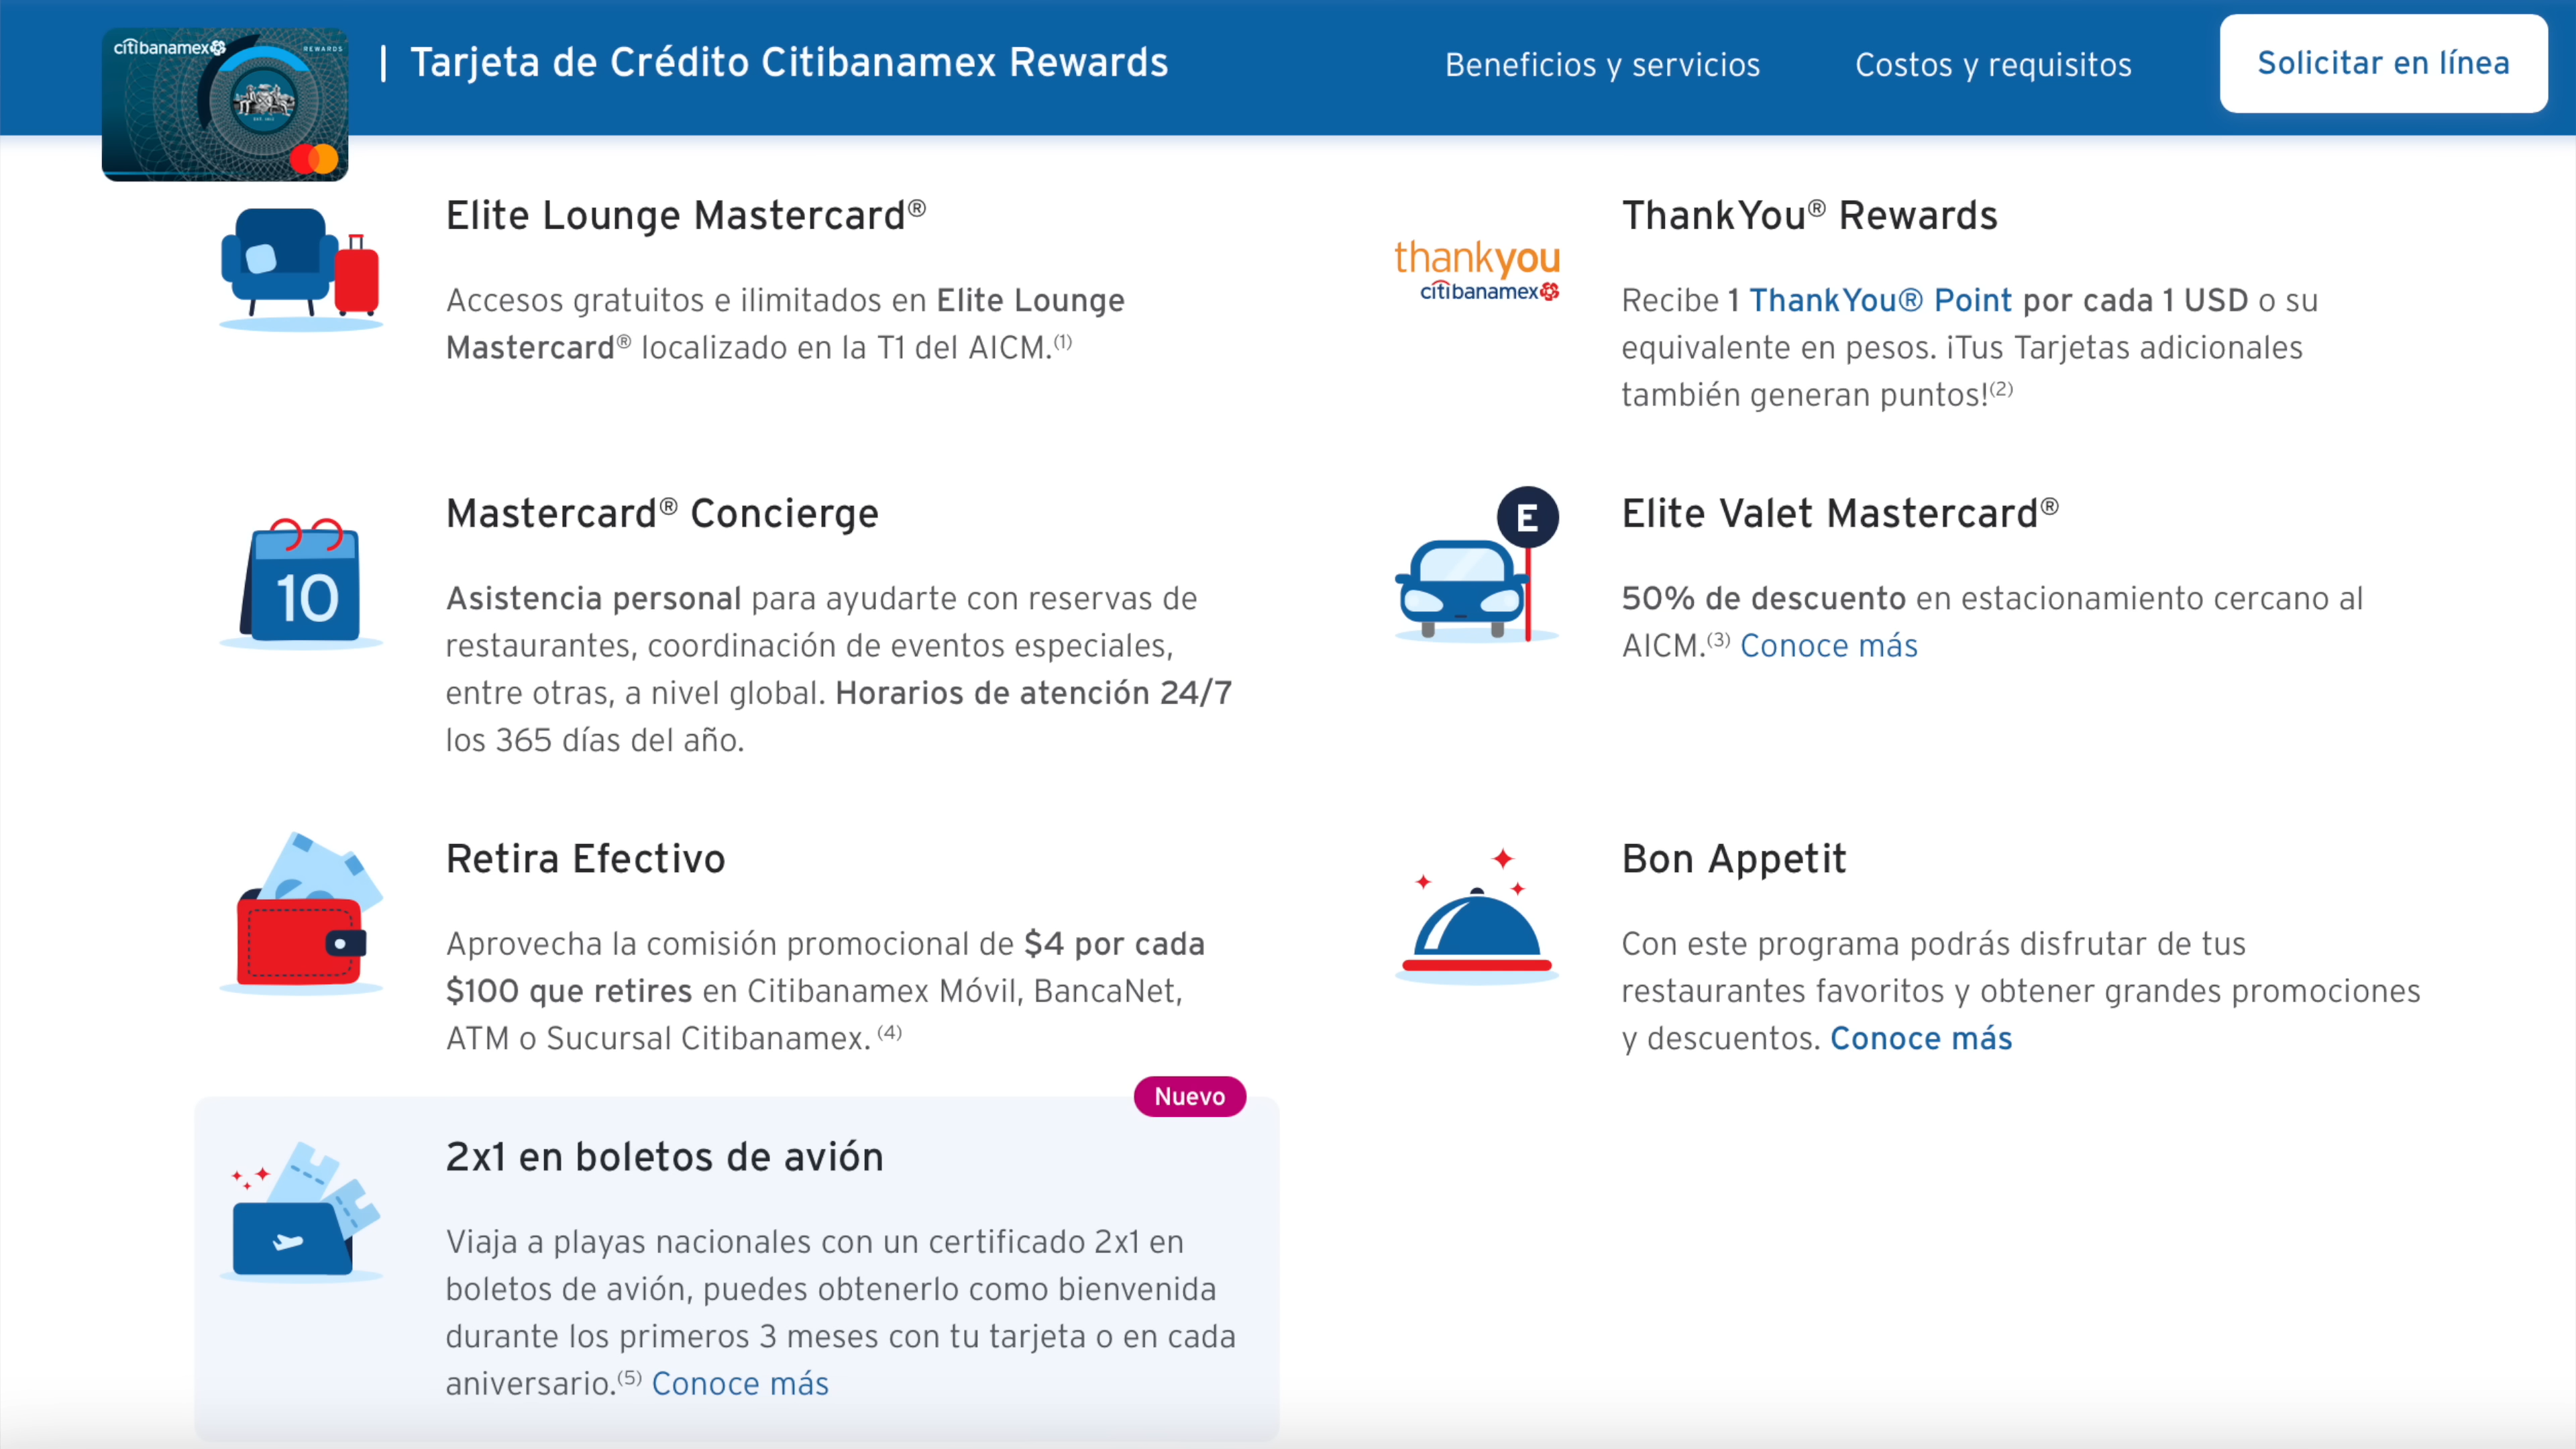 citibanamex
REWARDS
Tarjeta de Crédito Citibanamex Rewards
Beneficios y servicios
Costos y requisitos
Solicitar en línea
Elite Lounge Mastercard®
Accesos gratuitos e ilimitados en Elite Lounge
Mastercard® localizado en la T1 del AICM.(1)
thankyou
citibanamex
ThankYou® Rewards
Recibe 1 ThankYou® Point por cada 1 USD o su
equivalente en pesos. ¡Tus Tarjetas adicionales
también generan puntos!(2)
10
Mastercard® Concierge
Asistencia personal para ayudarte con reservas de
restaurantes, coordinación de eventos especiales,
entre otras, a nivel global. Horarios de atención 24/7
los 365 días del año.
E
Elite Valet Mastercard®
50% de descuento en estacionamiento cercano al
AICM.(3) Conoce más
Retira Efectivo
Aprovecha la comisión promocional de $4 por cada
$100 que retires en Citibanamex Móvil, BancaNet,
ATM o Sucursal Citibanamex. (4)
Bon Appetit
Con este programa podrás disfrutar de tus
restaurantes favoritos y obtener grandes promociones
y descuentos. Conoce más
Nuevo
2x1 en boletos de avión
Viaja a playas nacionales con un certificado 2x1 en
boletos de avión, puedes obtenerlo como bienvenida
durante los primeros 3 meses con tu tarjeta o en cada
aniversario.(5) Conoce más